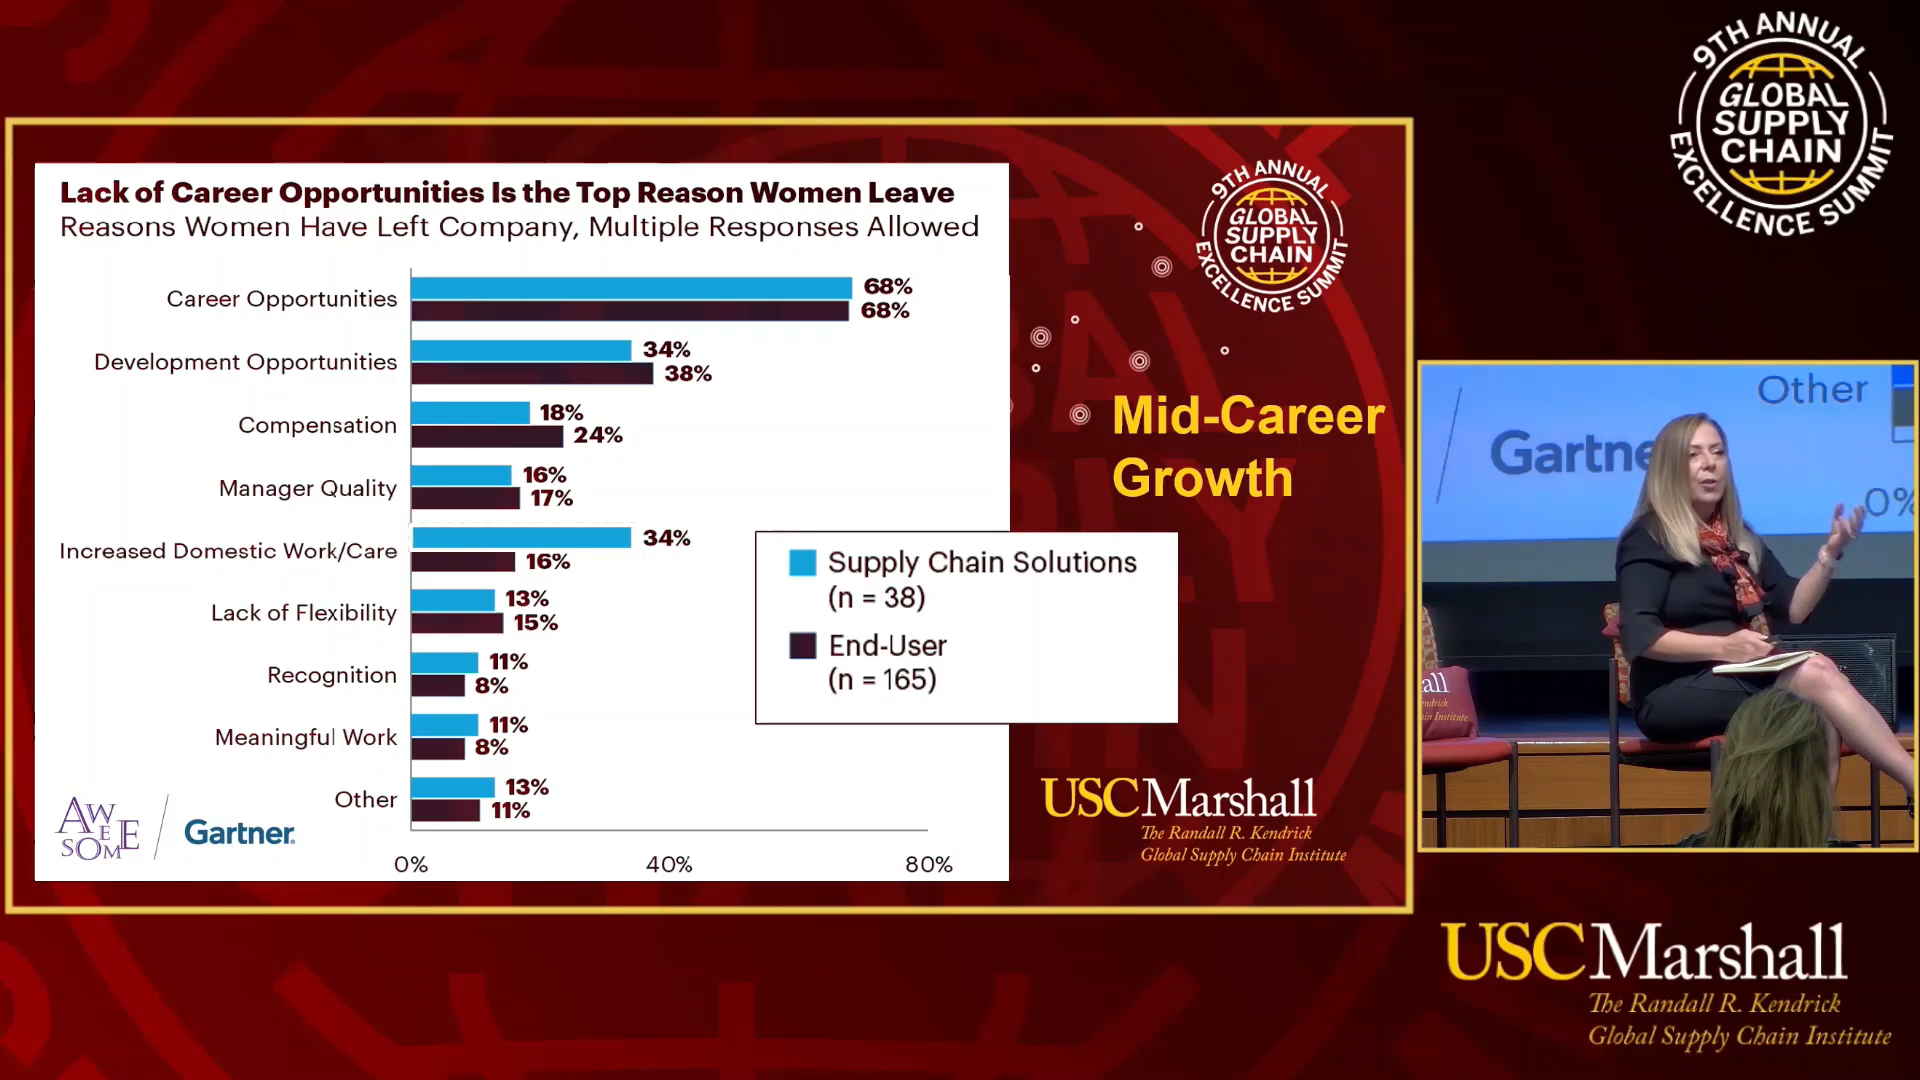 9TH ANNUAL
GLOBAL
SUPPLY
CHAIN
EXCELLENCE SUMMIT
Lack of Career Opportunities Is the Top Reason Women Leave
Reasons Women Have Left Company, Multiple Responses Allowed
Career Opportunities
68%
68%
Development Opportunities
34%
38%
Compensation
18%
24%
Manager Quality
16%
17%
Increased Domestic Work/Care
34%
16%
Lack of Flexibility
13%
15%
Recognition
11%
8%
Meaningful Work
11%
8%
Other
13%
11%
0%
40%
80%
AWESOME
Gartner
Supply Chain Solutions
(n = 38)
End-User
(n = 165)
9TH ANNUAL
GLOBAL
SUPPLY
CHAIN
EXCELLENCE SUMMIT
Mid-Career
Growth
USC Marshall
The Randall R. Kendrick
Global Supply Chain Institute
Other
Gartne
0%
all
ndrick
in Institute
USC Marshall
The Randall R. Kendrick
Global Supply Chain Institute